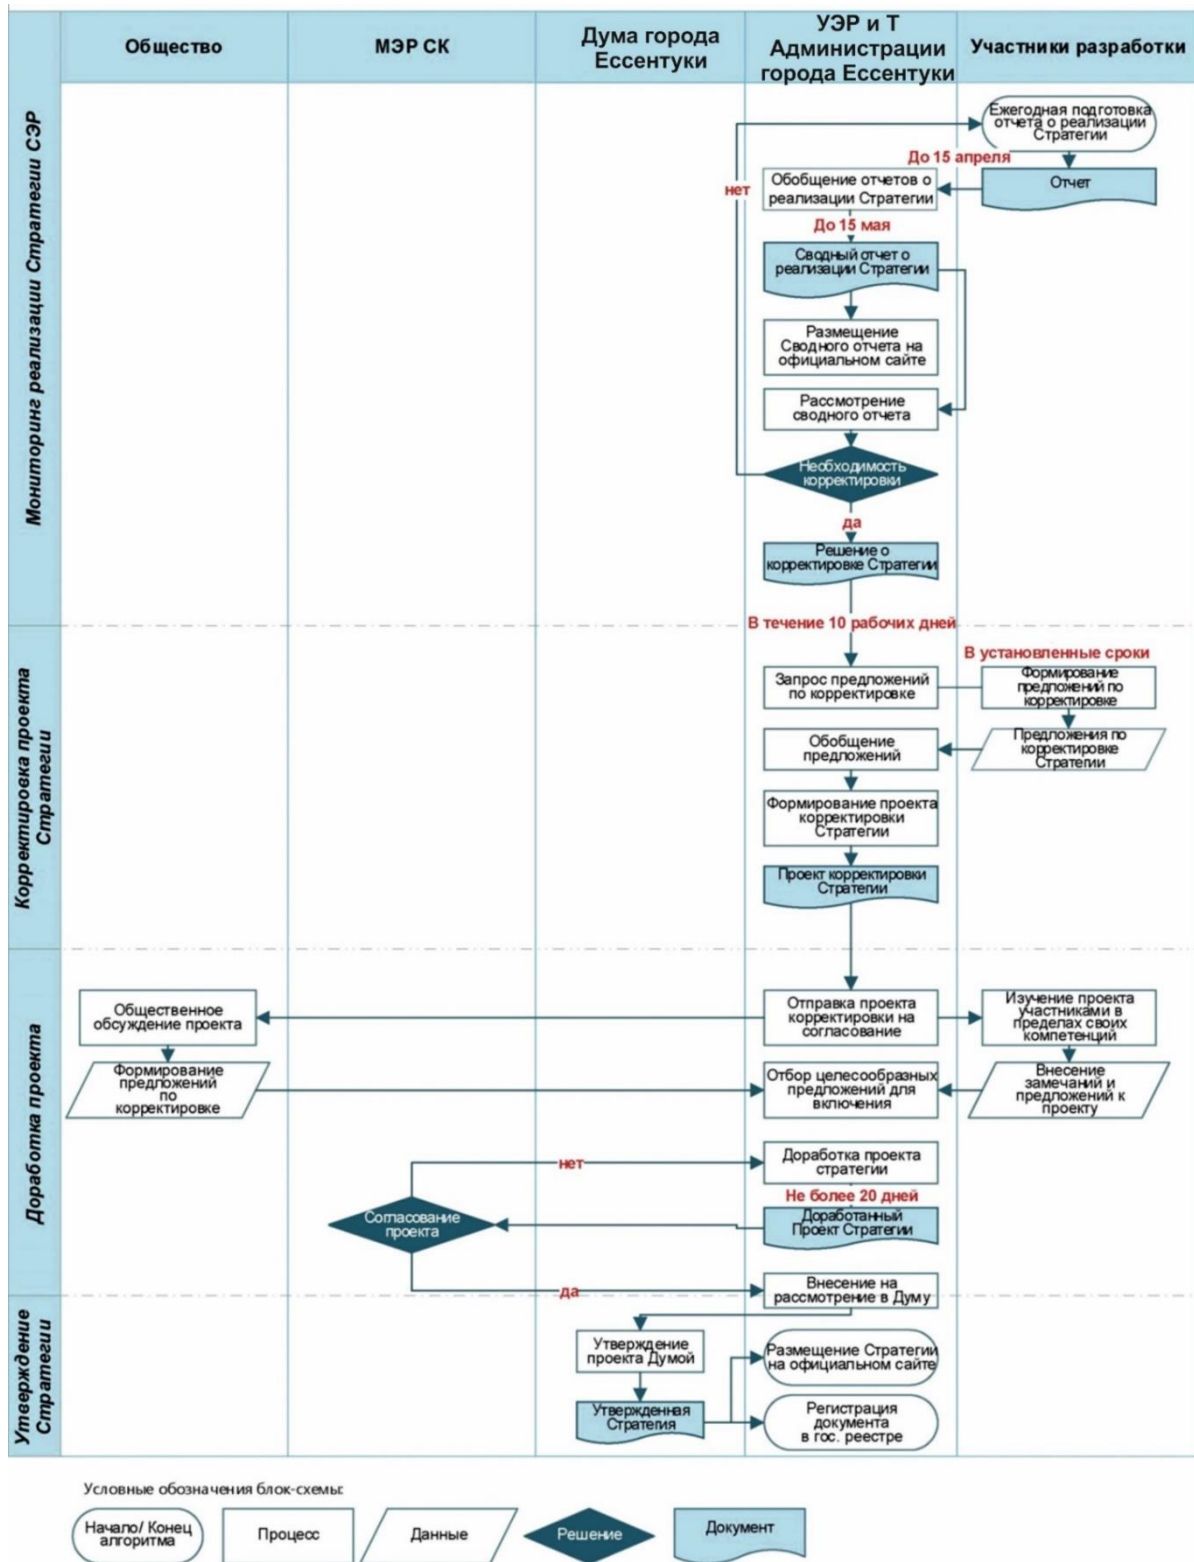 Общество
МЭР СК
Дума города
Ессентуки
УЭР и Т
Администрации
города Ессентуки
Участники разработки
Мониторинг реализации Стратегии СЭР
Ежегодная подготовка
отчета о реализации
Стратегии
До 15 апреля
нет
Обобщение отчетов о
реализации Стратегии
Отчет
До 15 мая
Сводный отчет о
реализации Стратегии
Размещение
Сводного отчета на
официальном сайте
Рассмотрение
сводного отчета
Необходимость
корректировки
да
Решение о
корректировке Стратегии
В течение 10 рабочих дней
Корректировка проекта
Стратегии
В установленные сроки
Запрос предложений
по корректировке
Формирование
предложений по
корректировке
Обобщение
предложений
Предложения по
корректировке
Стратегии
Формирование проекта
корректировки
Стратегии
Проект корректировки
Стратегии
Доработка проекта
Общественное
обсуждение проекта
Отправка проекта
корректировки на
согласование
Изучение проекта
участниками в
пределах своих
компетенций
Формирование
предложений
по
корректировке
Отбор целесообразных
предложений для
включения
Внесение
замечаний и
предложений к
проекту
нет
Доработка проекта
стратегии
Не более 20 дней
Согласование
проекта
Доработанный
Проект Стратегии
да
Внесение на
рассмотрение в Думу
Утверждение
Стратегии
Утверждение
проекта Думой
Размещение Стратегии
на официальном сайте
Утвержденная
Стратегия
Регистрация
документа
в гос. реестре
Условные обозначения блок-схемы:
Начало/ Конец
алгоритма
Процесс
Данные
Решение
Документ